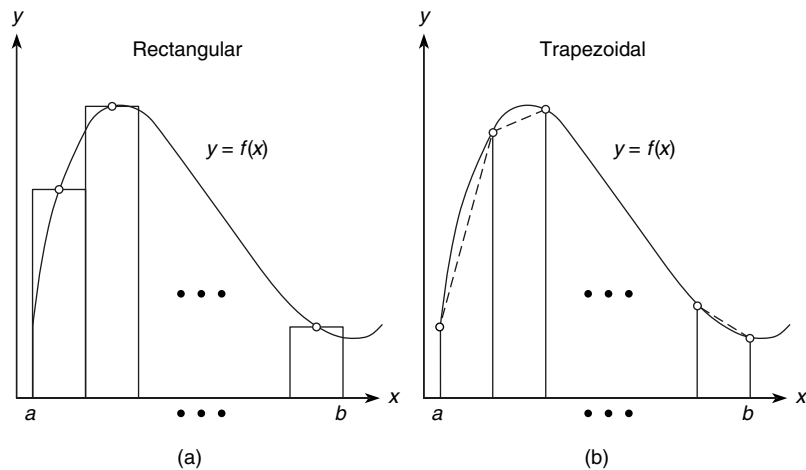 y
Rectangular
y = f(x)
• • •
a
• • •
b
x
(a)
y
Trapezoidal
y = f(x)
• • •
a
• • •
b
x
(b)